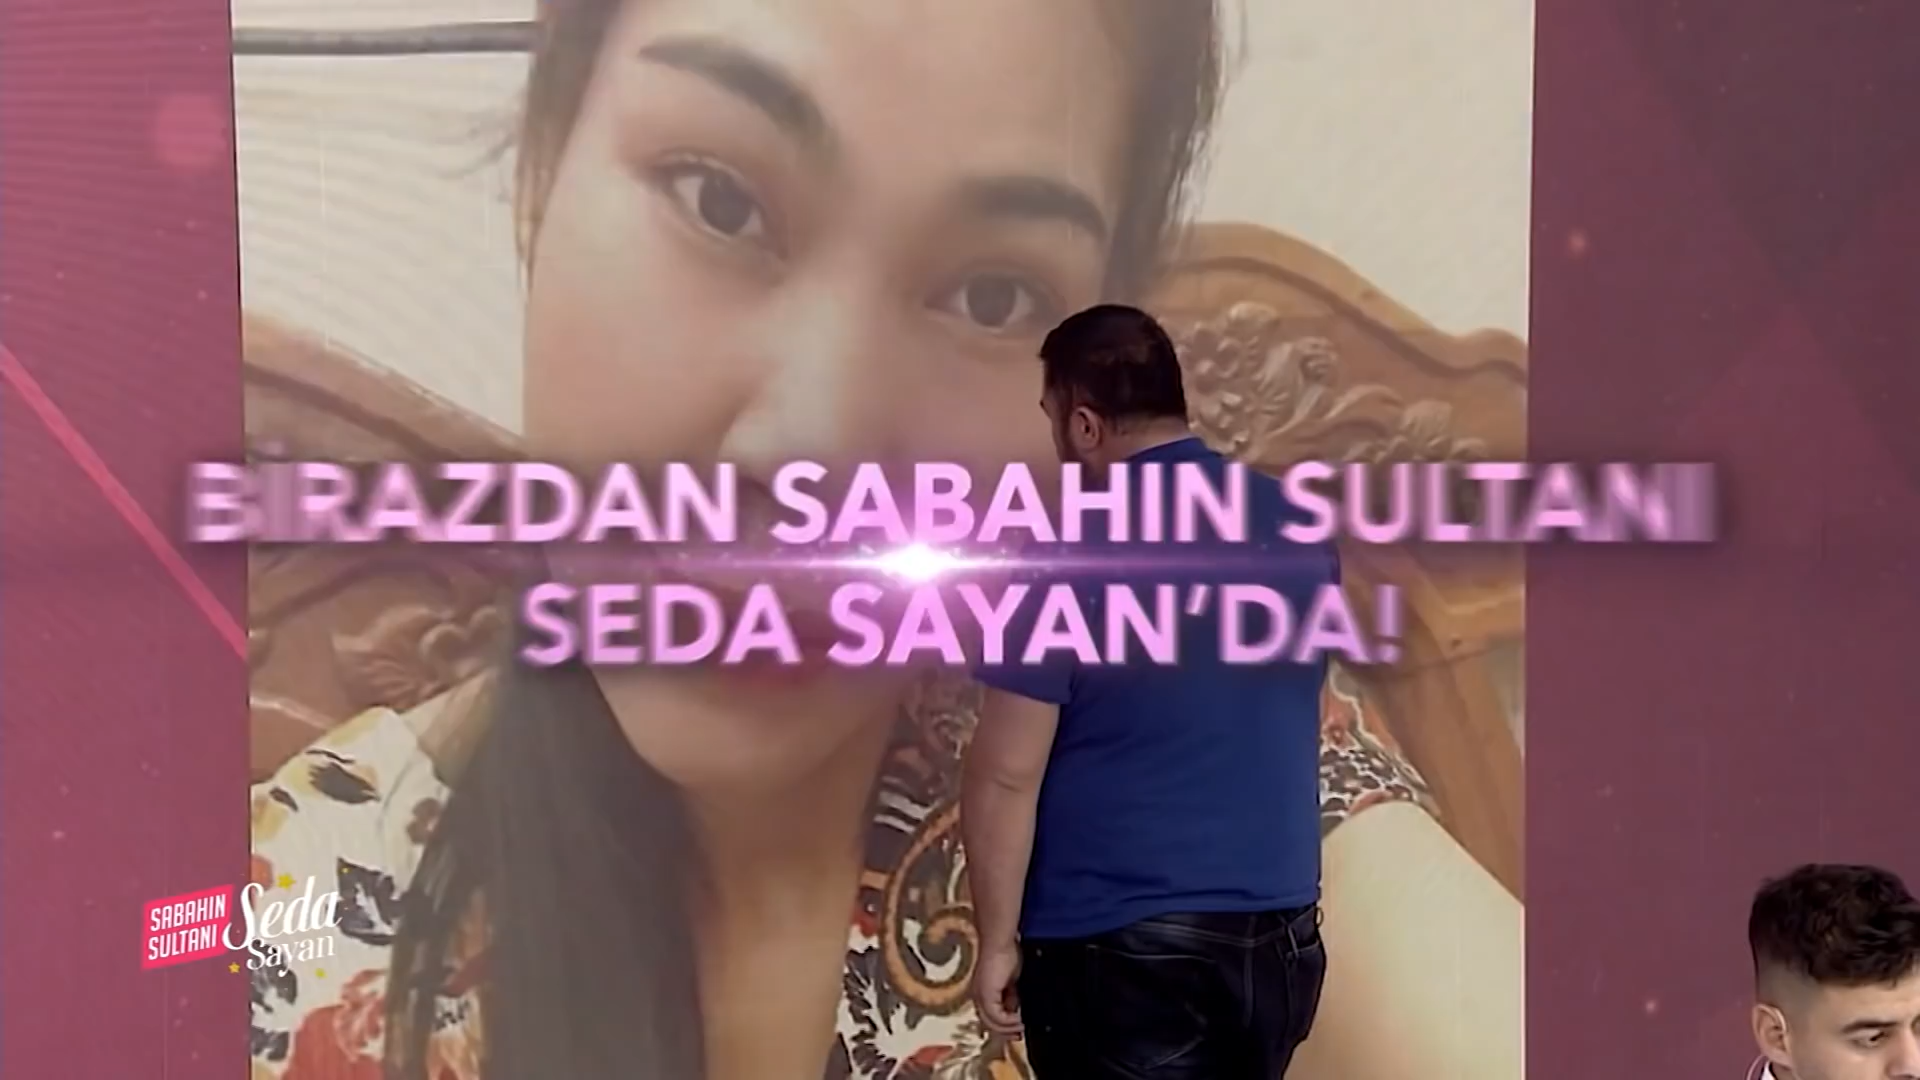 BİRAZDAN SABAHIN SULTANI
SEDA SAYAN'DA!
SABAHIN
SULTANI
Seda
Sayan